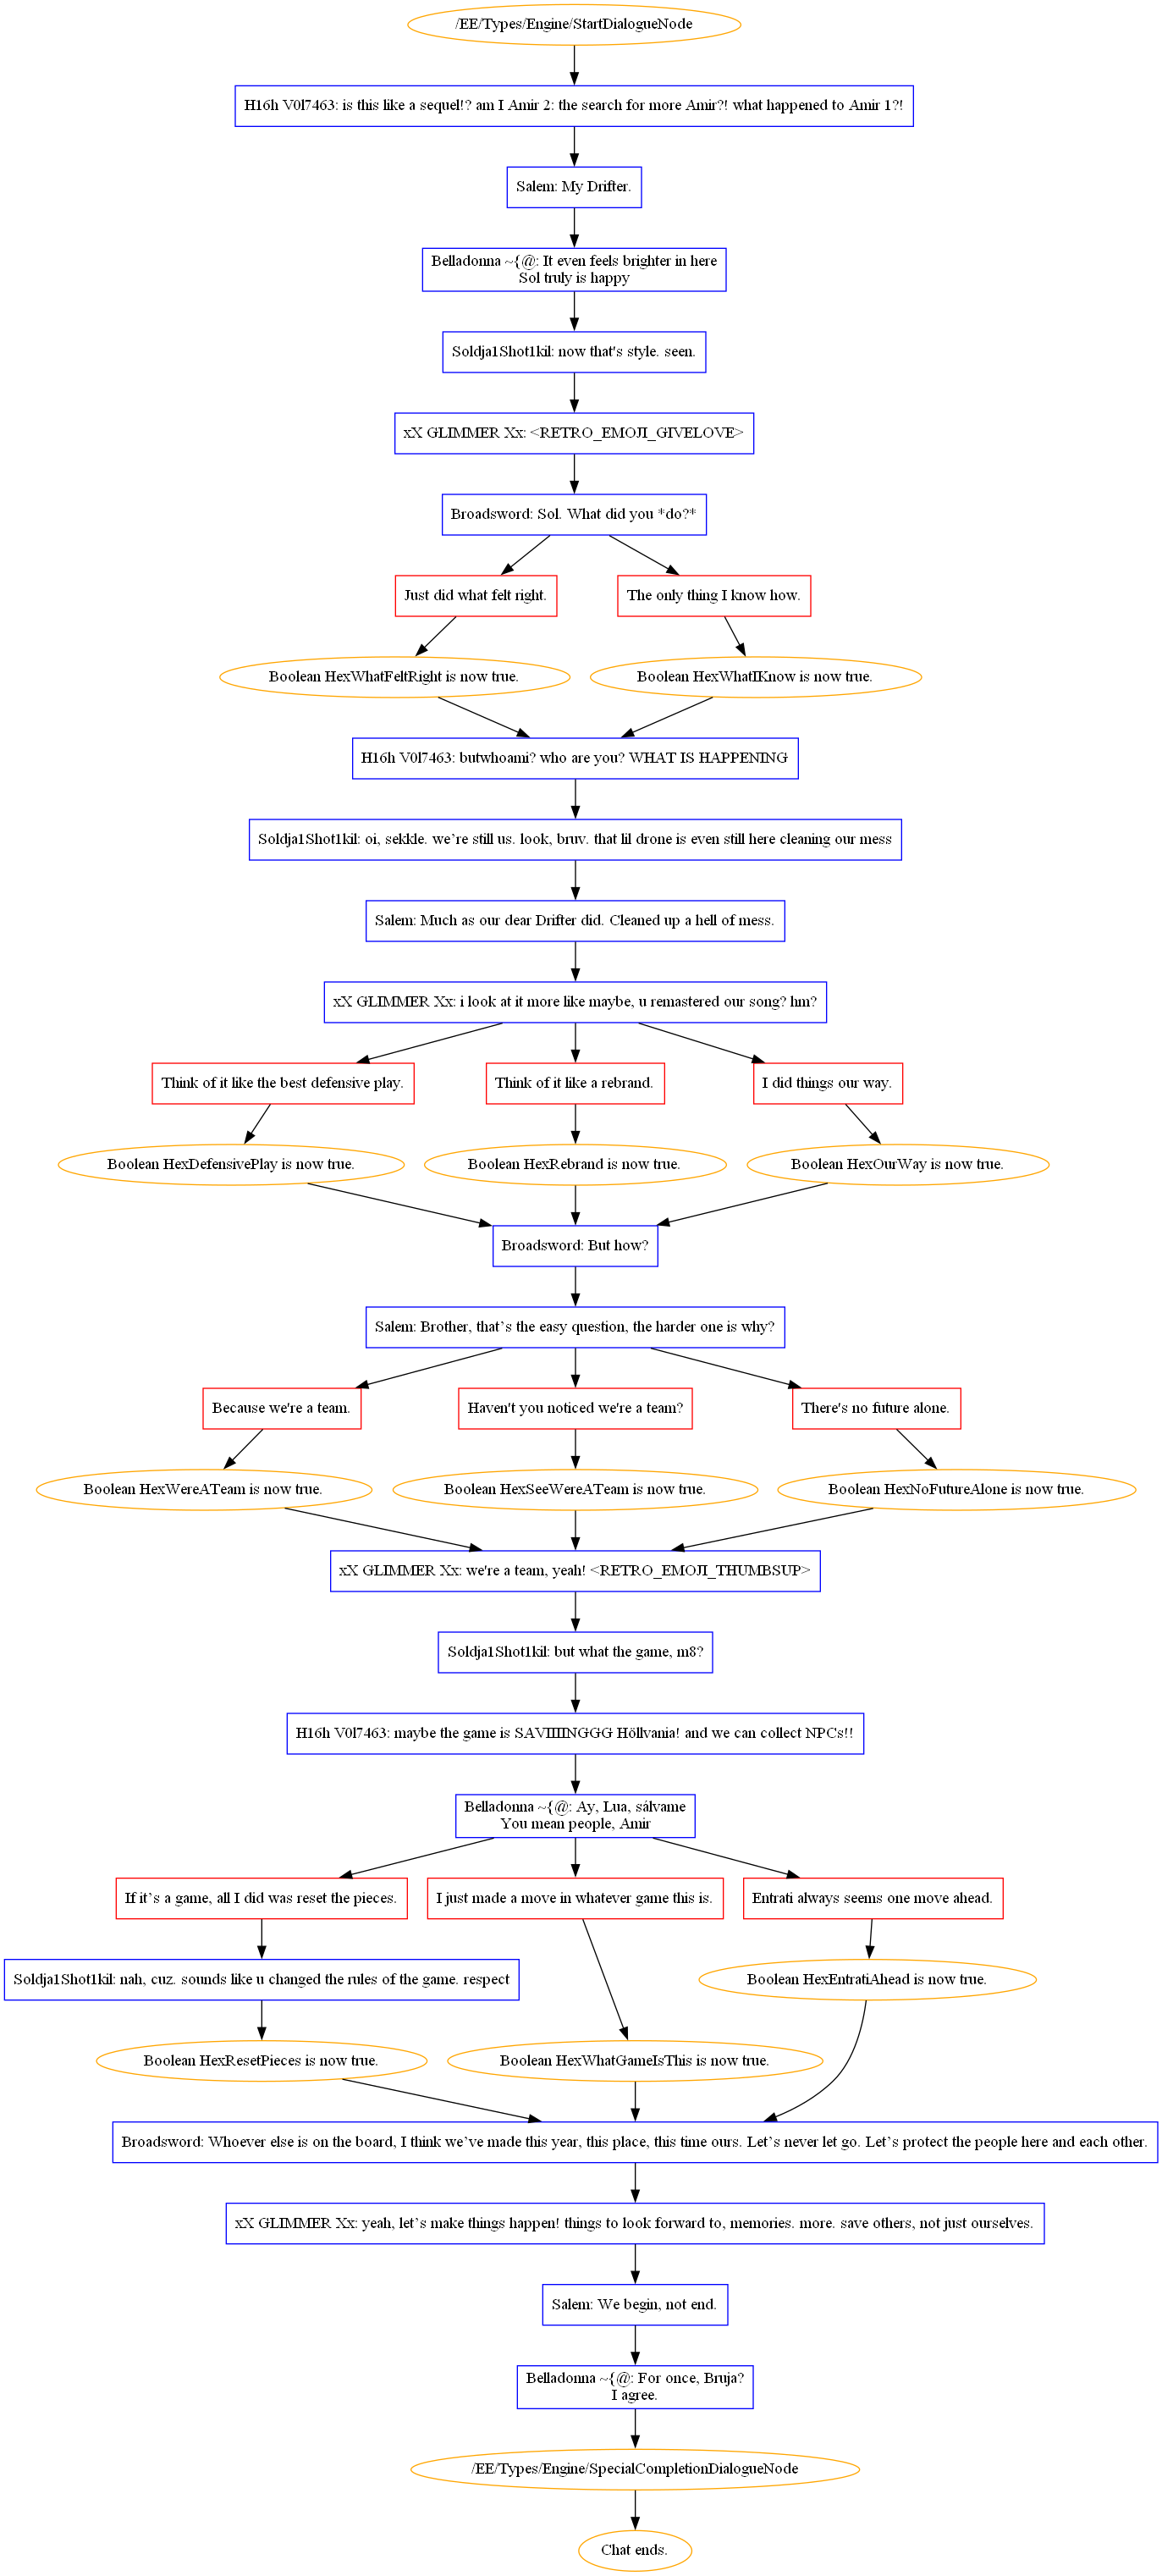 /EE/Types/Engine/StartDialogueNode
H16h V0l7463: is this like a sequel!? am I Amir 2: the search for more Amir?! what happened to Amir 1?!
Salem: My Drifter.
Belladonna ~{@: It even feels brighter in here
Sol truly is happy
Soldja1Shot1kil: now that's style. seen.
xX GLIMMER Xx: <RETRO_EMOJI_GIVELOVE>
Broadsword: Sol. What did you *do?*
Just did what felt right.
The only thing I know how.
Boolean HexWhatFeltRight is now true.
Boolean HexWhatIKnow is now true.
H16h V0l7463: butwhoami? who are you? WHAT IS HAPPENING
Soldja1Shot1kil: oi, sekkle. we’re still us. look, bruv. that lil drone is even still here cleaning our mess
Salem: Much as our dear Drifter did. Cleaned up a hell of mess.
xX GLIMMER Xx: i look at it more like maybe, u remastered our song? hm?
Think of it like the best defensive play.
Think of it like a rebrand.
I did things our way.
Boolean HexDefensivePlay is now true.
Boolean HexRebrand is now true.
Boolean HexOurWay is now true.
Broadsword: But how?
Salem: Brother, that’s the easy question, the harder one is why?
Because we're a team.
Haven't you noticed we're a team?
There's no future alone.
Boolean HexWereATeam is now true.
Boolean HexSeeWereATeam is now true.
Boolean HexNoFutureAlone is now true.
xX GLIMMER Xx: we're a team, yeah! <RETRO_EMOJI_THUMBSUP>
Soldja1Shot1kil: but what the game, m8?
H16h V0l7463: maybe the game is SAVIIIINGGG Höllvania! and we can collect NPCs!!
Belladonna ~{@: Ay, Lua, sálvame
You mean people, Amir
If it’s a game, all I did was reset the pieces.
I just made a move in whatever game this is.
Entrati always seems one move ahead.
Soldja1Shot1kil: nah, cuz. sounds like u changed the rules of the game. respect
Boolean HexEntratiAhead is now true.
Boolean HexResetPieces is now true.
Boolean HexWhatGameIsThis is now true.
Broadsword: Whoever else is on the board, I think we’ve made this year, this place, this time ours. Let’s never let go. Let’s protect the people here and each other.
xX GLIMMER Xx: yeah, let’s make things happen! things to look forward to, memories. more. save others, not just ourselves.
Salem: We begin, not end.
Belladonna ~{@: For once, Bruja?
I agree.
/EE/Types/Engine/SpecialCompletionDialogueNode
Chat ends.